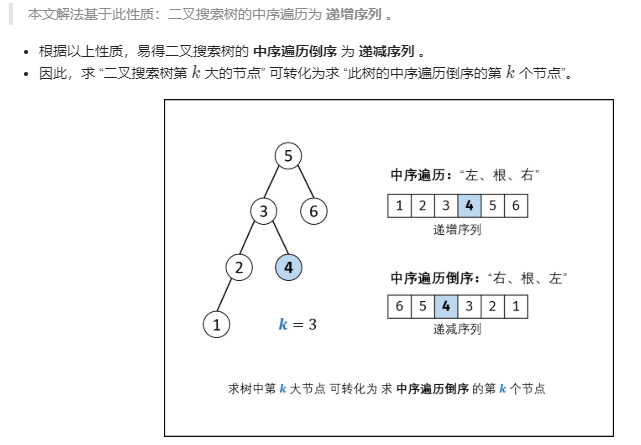 本文解法基于此性质：二叉搜索树的中序遍历为 递增序列 。
根据以上性质，易得二叉搜索树的 中序遍历倒序 为 递减序列 。
因此，求 “二叉搜索树第 k 大的节点” 可转化为求 “此树的中序遍历倒序的第 k 个节点”。
5
3 6
2 4
1
k = 3
中序遍历：“左、根、右”
1 2 3 4 5 6
递增序列
中序遍历倒序：“右、根、左”
6 5 4 3 2 1
递减序列
求树中第 k 大节点 可转化为 求 中序遍历倒序 的第 k 个节点